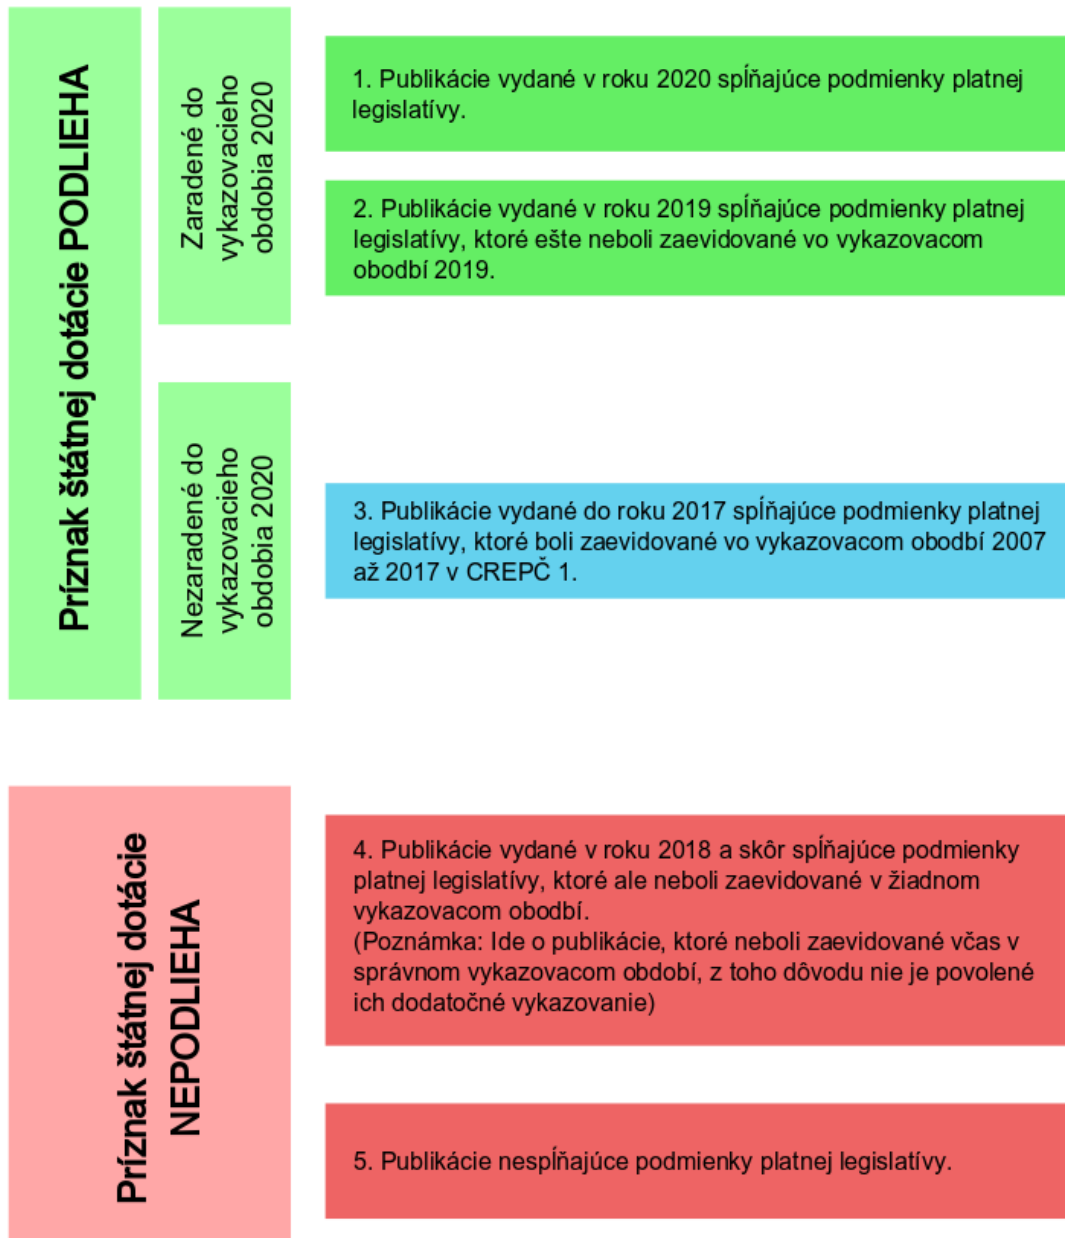 Príznak štátnej dotácie PODLIEHA
Zaradené do
vykazovacieho
obdobia 2020
1. Publikácie vydané v roku 2020 spĺňajúce podmienky platnej
legislatívy.
2. Publikácie vydané v roku 2019 spĺňajúce podmienky platnej
legislatívy, ktoré ešte neboli zaevidované vo vykazovacom
obodbí 2019.
Nezaradené do
vykazovacieho
obdobia 2020
3. Publikácie vydané do roku 2017 spĺňajúce podmienky platnej
legislatívy, ktoré boli zaevidované vo vykazovacom obodbí 2007
až 2017 v CREPČ 1.
Príznak štátnej dotácie
NEPODLIEHA
4. Publikácie vydané v roku 2018 a skôr spĺňajúce podmienky
platnej legislatívy, ktoré ale neboli zaevidované v žiadnom
vykazovacom obodbí.
(Poznámka: Ide o publikácie, ktoré neboli zaevidované včas v
správnom vykazovacom období, z toho dôvodu nie je povolené
ich dodatočné vykazovanie)
5. Publikácie nespĺňajúce podmienky platnej legislatívy.